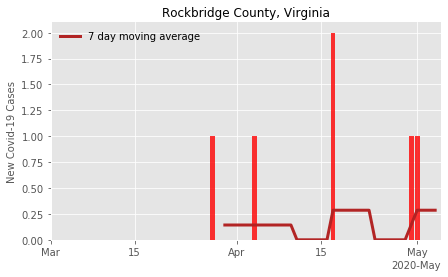 Rockbridge County, Virginia
7 day moving average
New Covid-19 Cases
2.00
1.75
1.50
1.25
1.00
0.75
0.50
0.25
0.00
Mar
15
Apr
15
May
2020-May